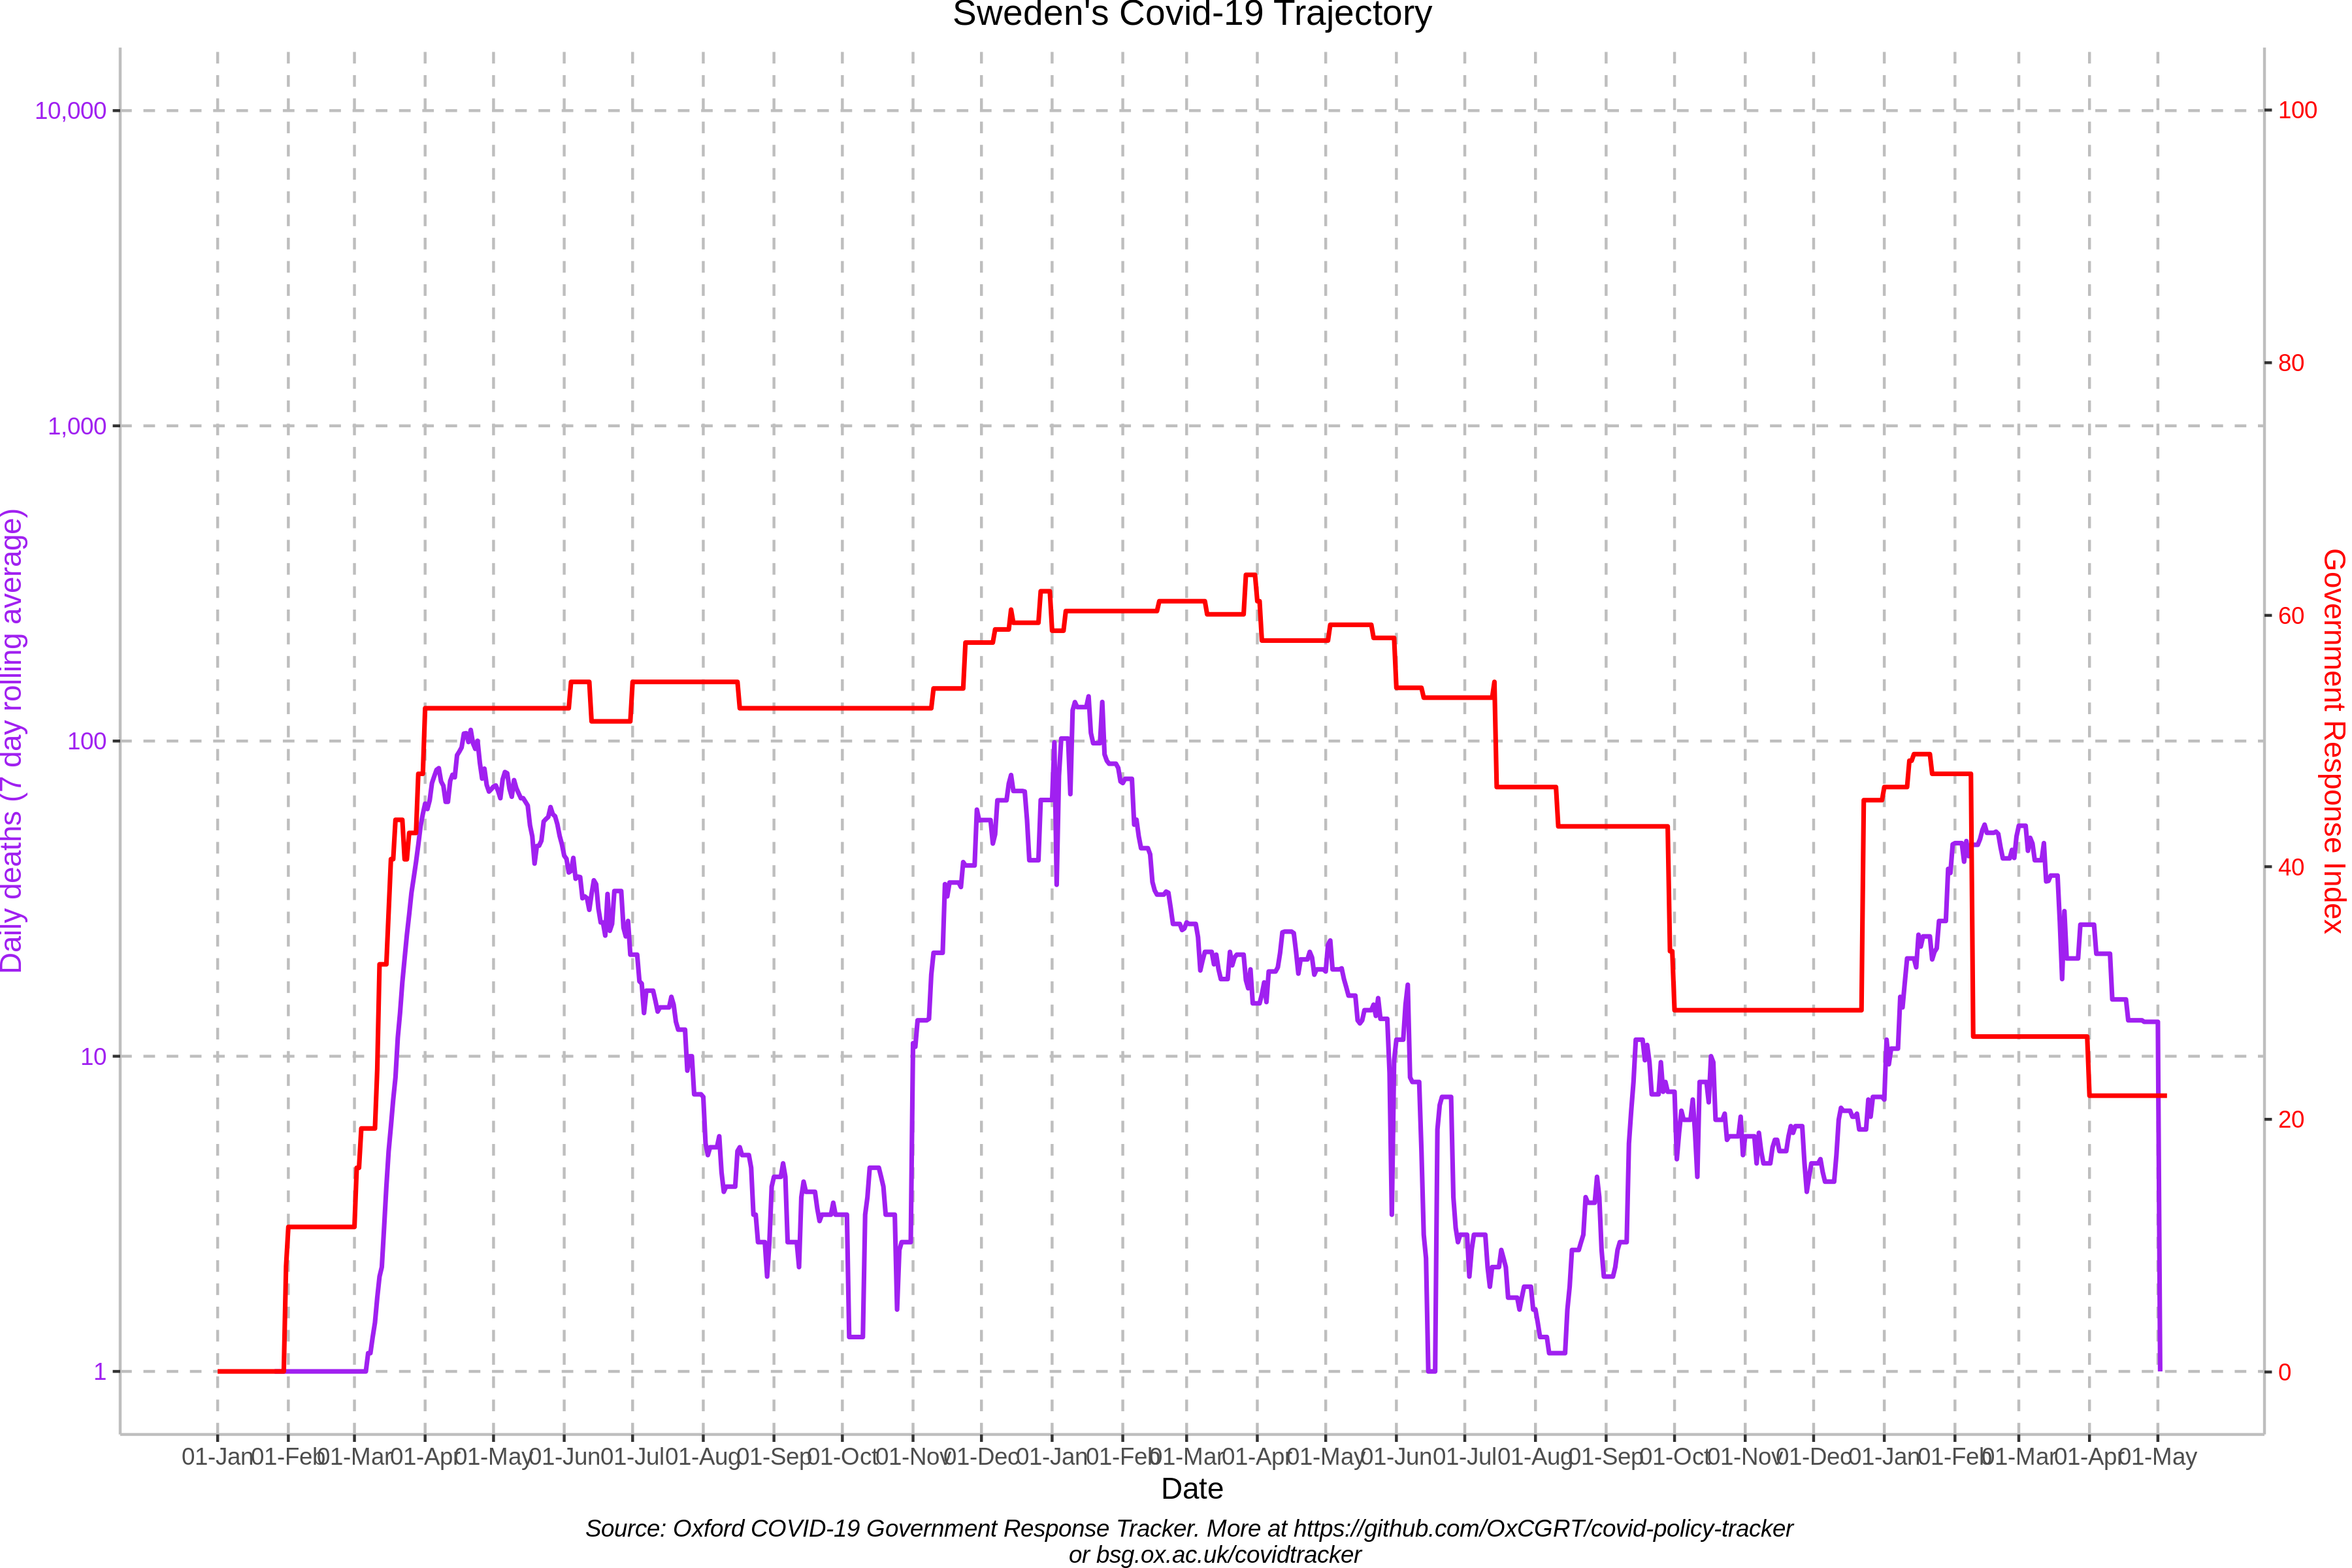 Sweden's Covid-19 Trajectory
10,000
1,000
100
10
1
Daily deaths (7 day rolling average)
100
80
60
40
20
0
Government Response Index
01-Jan 01-Feb 01-Mar 01-Apr 01-May 01-Jun 01-Jul 01-Aug 01-Sep 01-Oct 01-Nov 01-Dec 01-Jan 01-Feb 01-Mar 01-Apr 01-May 01-Jun 01-Jul 01-Aug 01-Sep 01-Oct 01-Nov 01-Dec 01-Jan 01-Feb 01-Mar 01-Apr 01-May
Date
Source: Oxford COVID-19 Government Response Tracker. More at https://github.com/OxCGRT/covid-policy-tracker
or bsg.ox.ac.uk/covidtracker